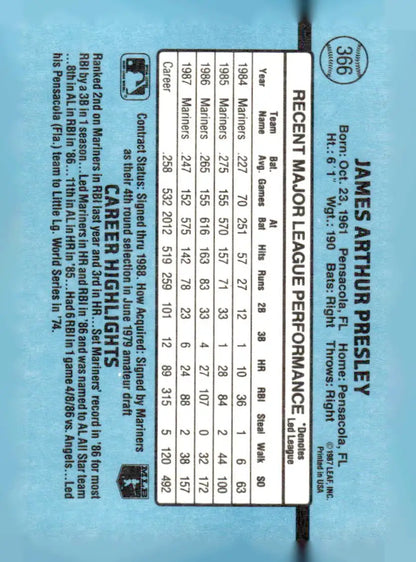 366
JAMES ARTHUR PRESLEY
Born: Oct. 23, 1961 Pensacola, FL Home: Pensacola, FL
Ht.: 6' 1" Wgt.: 190 Bats: Right Throws: Right
© 1987 LEAF, INC.
Printed in USA
RECENT MAJOR LEAGUE PERFORMANCE *Denotes Led League
Year Team Name Bat. Avg. Games At Bat Hits Runs 2B 3B HR RBI Steal Walk SO
1984 Mariners .227 70 251 57 27 12 1 10 36 1 6 63
1985 Mariners .275 155 570 157 71 33 1 28 84 2 44 100
1986 Mariners .265 155 616 163 83 33 4 27 107 0 32 172
1987 Mariners .247 152 575 142 78 23 6 24 88 2 38 157
Career .258 532 2012 519 259 101 12 89 315 5 120 492
Contract Status: Signed thru 1988. How Acquired: Signed by Mariners
as their 4th round selection in June 1979 amateur draft
CAREER HIGHLIGHTS
Ranked 2nd on Mariners in RBI last year and 3rd in HR...Set Mariners' record in '86 for most
RBI by a 3B in 1 season...Led Mariners in HR and RBI in '86 and was named to AL All Star team
...8th in AL in RBI in '86...11th in AL in HR in '85...Had 6 RBI in 1 game 4/8/86 vs. Angels...Led
his Pensacola (Fla.) team to Little Lg. World Series in '74.